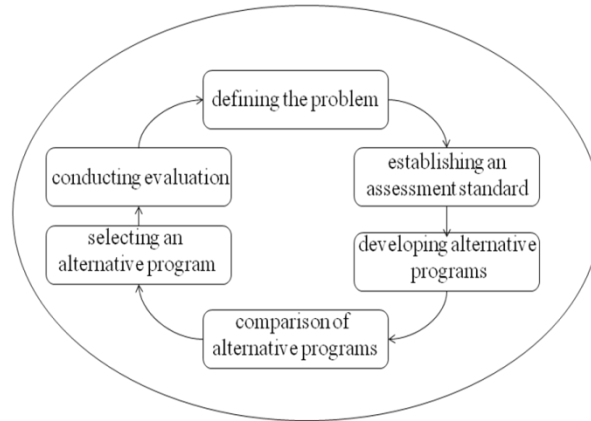 defining the problem
establishing an
assessment standard
developing alternative
programs
comparison of
alternative programs
selecting an
alternative program
conducting evaluation